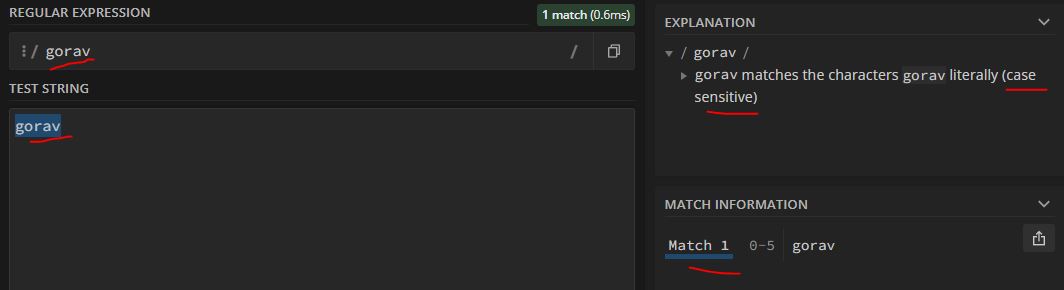 REGULAR EXPRESSION
1 match (0.6ms)
/ gorav /
TEST STRING
gorav
EXPLANATION
/ gorav /
gorav matches the characters gorav literally (case
sensitive)
MATCH INFORMATION
Match 1 0-5 gorav